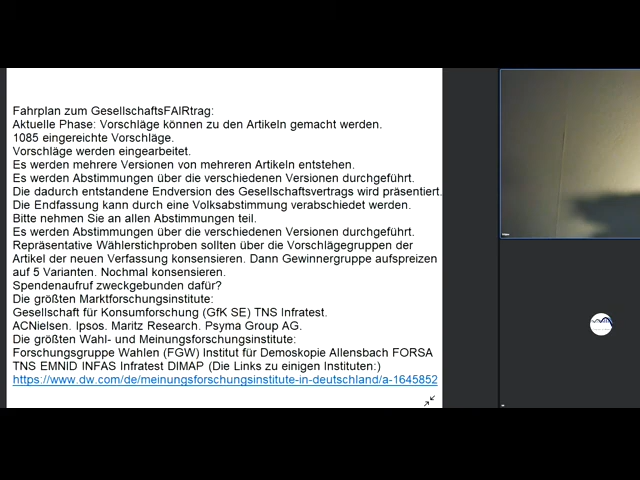 Fahrplan zum GesellschaftsFAIRtrag:
Aktuelle Phase: Vorschläge können zu den Artikeln gemacht werden.
1085 eingereichte Vorschläge.
Vorschläge werden eingearbeitet.
Es werden mehrere Versionen von mehreren Artikeln entstehen.
Es werden Abstimmungen über die verschiedenen Versionen durchgeführt.
Die dadurch entstandene Endversion des Gesellschaftsvertrags wird präsentiert.
Die Endfassung kann durch eine Volksabstimmung verabschiedet werden.
Bitte nehmen Sie an allen Abstimmungen teil.
Es werden Abstimmungen über die verschiedenen Versionen durchgeführt.
Repräsentative Wählerstichproben sollten über die Vorschlägegruppen der
Artikel der neuen Verfassung konsensieren. Dann Gewinnergruppe aufspreizen
auf 5 Varianten. Nochmal konsensieren.
Spendenaufruf zweckgebunden dafür?
Die größten Marktforschungsinstitute:
Gesellschaft für Konsumforschung (GfK SE) TNS Infratest.
ACNielsen. Ipsos. Maritz Research. Psyma Group AG.
Die größten Wahl- und Meinungsforschungsinstitute:
Forschungsgruppe Wahlen (FGW) Institut für Demoskopie Allensbach FORSA
TNS EMNID INFAS Infratest DIMAP (Die Links zu einigen Instituten:)
https://www.dw.com/de/meinungsforschungsinstitute-in-deutschland/a-1645852